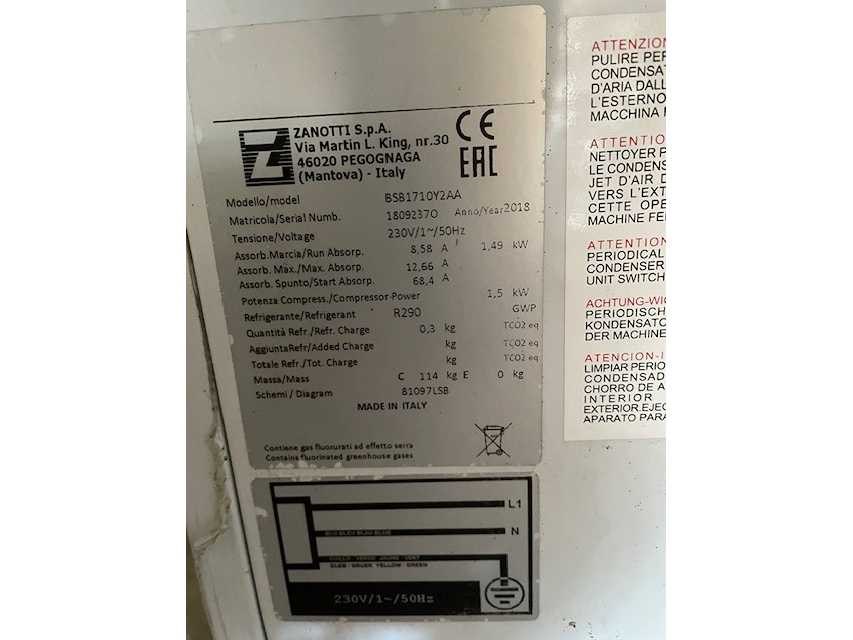 ZANOTTI S.p.A.
Via Martin L. King, nr.30
46020 PEGOGNAGA
(Mantova) - Italy
CE
EAC
Modello/model BSB1710Y2AA
Matricola/Serial Numb. 18092370 Anno/Year2018
Tensione/Voltage 230V/1~/50Hz
Assorb.Marcia/Run Absorp. 8,58 A 1,49 kW
Assorb. Max./Max. Absorp. 12,66 A
Assorb. Spunto/Start Absorp. 68,4 A
Potenza Compress./Compressor Power 1,5 kW
Refrigerante/Refrigerant R290 GWP
Quantità Refr./Refr. Charge 0,3 kg TCO2 eq
AggiuntaRefr/Added Charge kg TCO2 eq
Totale Refr./Tot. Charge kg TCO2 eq
Massa/Mass C 114 kg E 0 kg
Schemi / Diagram 81097LSB
MADE IN ITALY
Contiene gas fluorurati ad effetto serra
Contains fluorinated greenhouse gases
L1
N
230V/1~/50Hz
ATTENZION
PULIRE PER
CONDENSAT
D'ARIA DALL
L'ESTERNO
MACCHINA F
ATTENTIO
NETTOYER P
LE CONDENS
JET D'AIR D
VERS L'EXT
CETTE OPE
MACHINE FER
ATTENTION
PERIODICAL
CONDENSER
UNIT SWITCH
ACHTUNG-WIC
PERIODISCH
KONDENSATO
DER MACHINE
ATENCION-I
LIMPIAR PERIO
CONDENSAD
CHORRO DE A
INTERIOR
EXTERIOR.EJEC
APARATO PARA